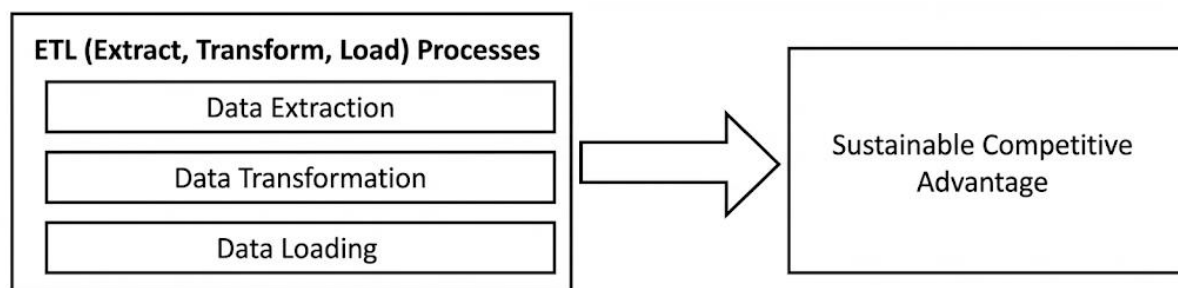 ETL (Extract, Transform, Load) Processes
Data Extraction
Data Transformation
Data Loading
Sustainable Competitive
Advantage